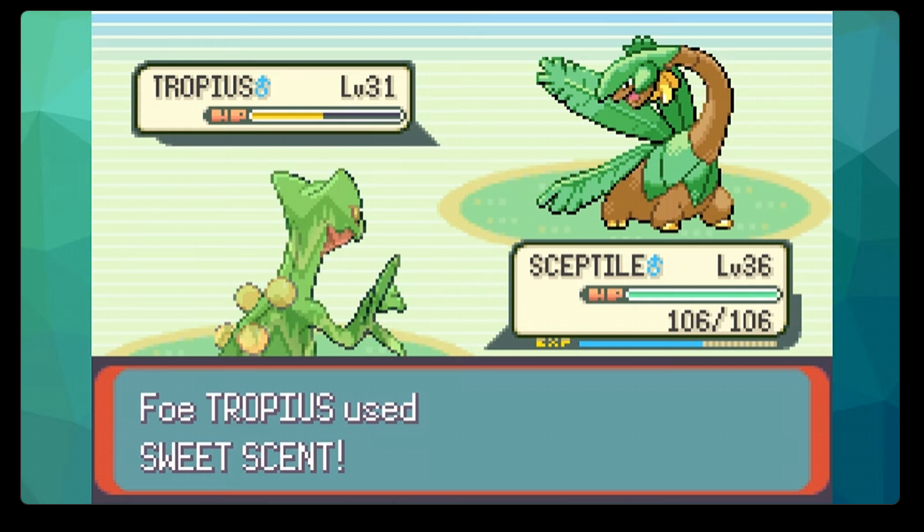 TROPIUS♂ Lv31
HP
SCEPTILE♂ Lv36
HP
106/106
EXP
Foe TROPIUS used
SWEET SCENT!